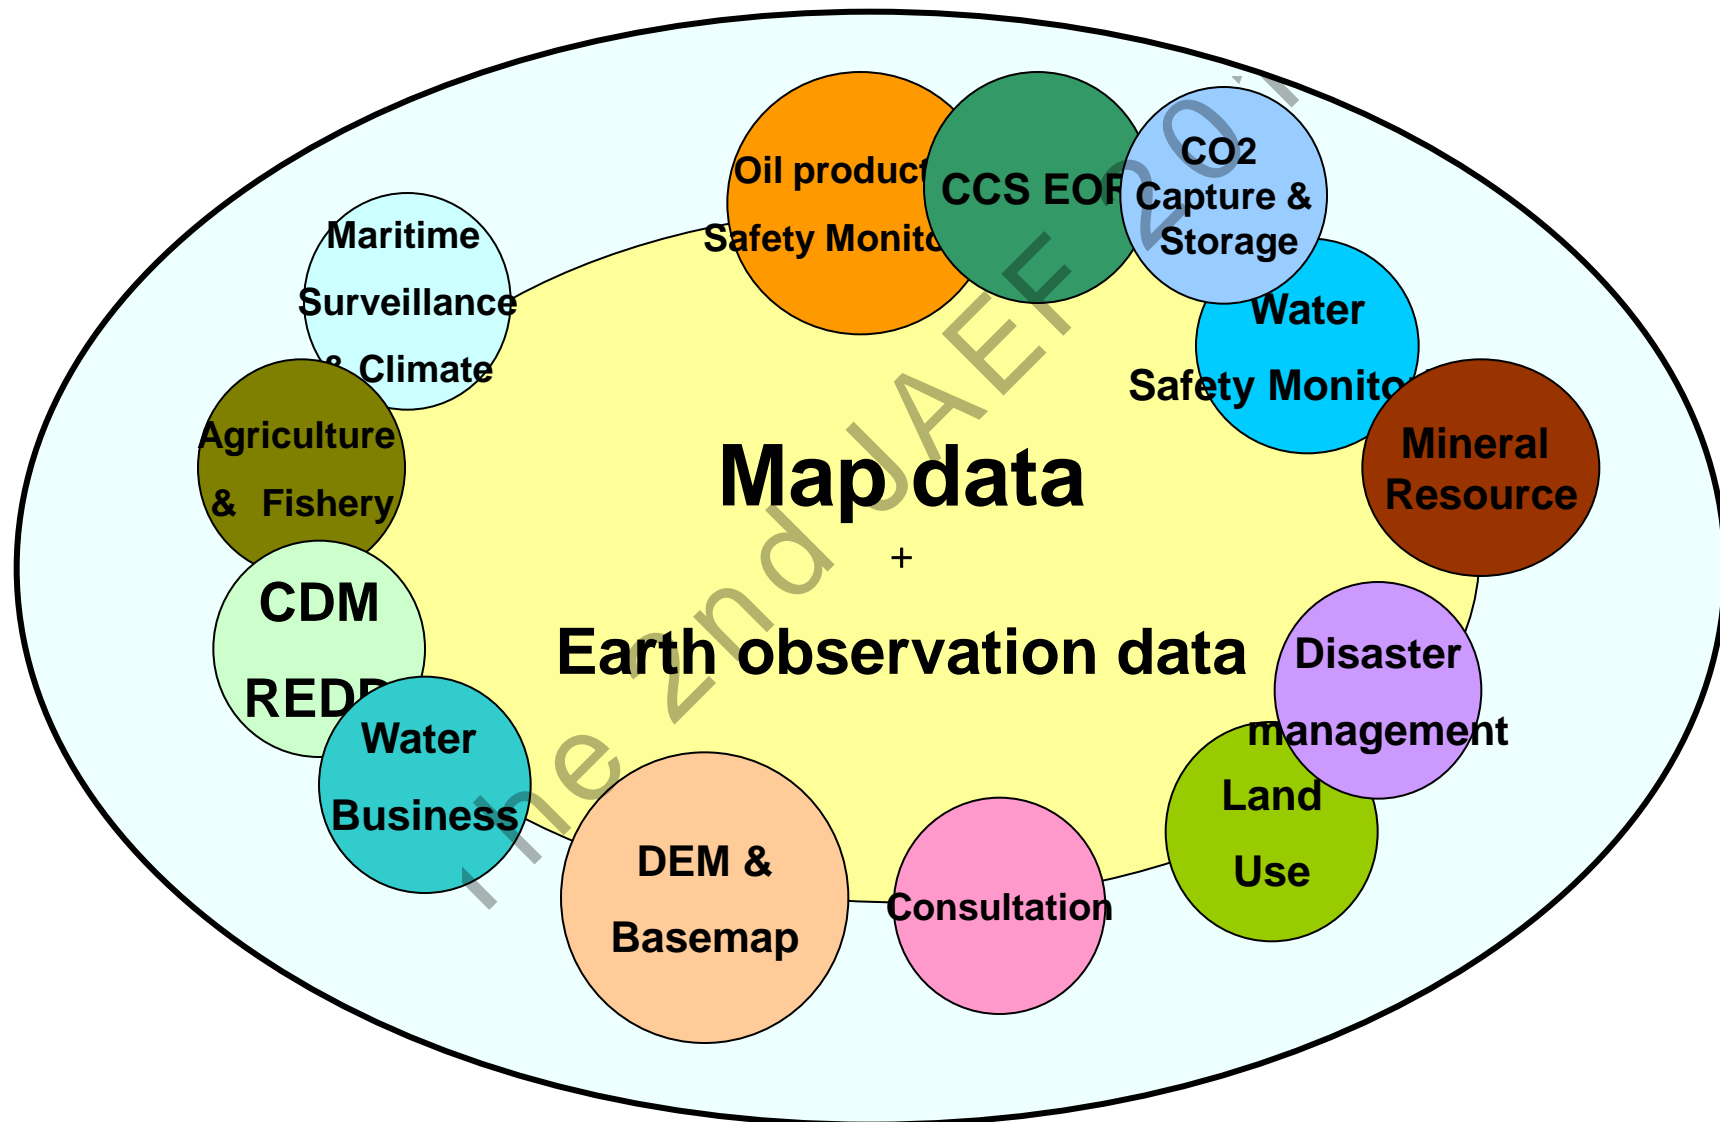 Oil product
Safety Monito
CCS EOR
CO2
Capture &
Storage
Maritime
Surveillance
& Climate
Water
Safety Monito
Agriculture
& Fishery
Mineral
Resource
Map data
+
Earth observation data
CDM
REDD
Disaster
management
Water
Business
Land
Use
DEM &
Basemap
Consultation
The 2nd JAEF